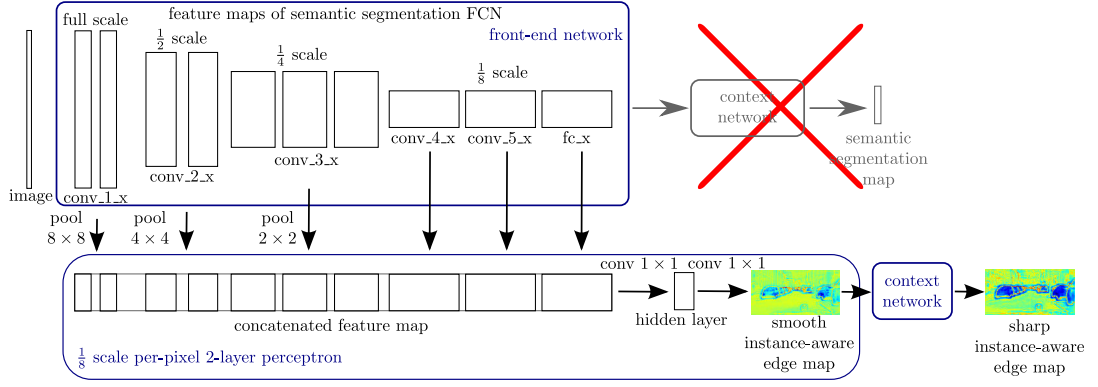 feature maps of semantic segmentation FCN
front-end network
full scale
1/2 scale
1/4 scale
1/8 scale
image
conv_1_x
conv_2_x
conv_3_x
conv_4_x
conv_5_x
fc_x
context
network
semantic
segmentation
map
pool
8 × 8
pool
4 × 4
pool
2 × 2
conv 1 × 1
conv 1 × 1
concatenated feature map
hidden layer
smooth
instance-aware
edge map
context
network
sharp
instance-aware
edge map
1/8 scale per-pixel 2-layer perceptron